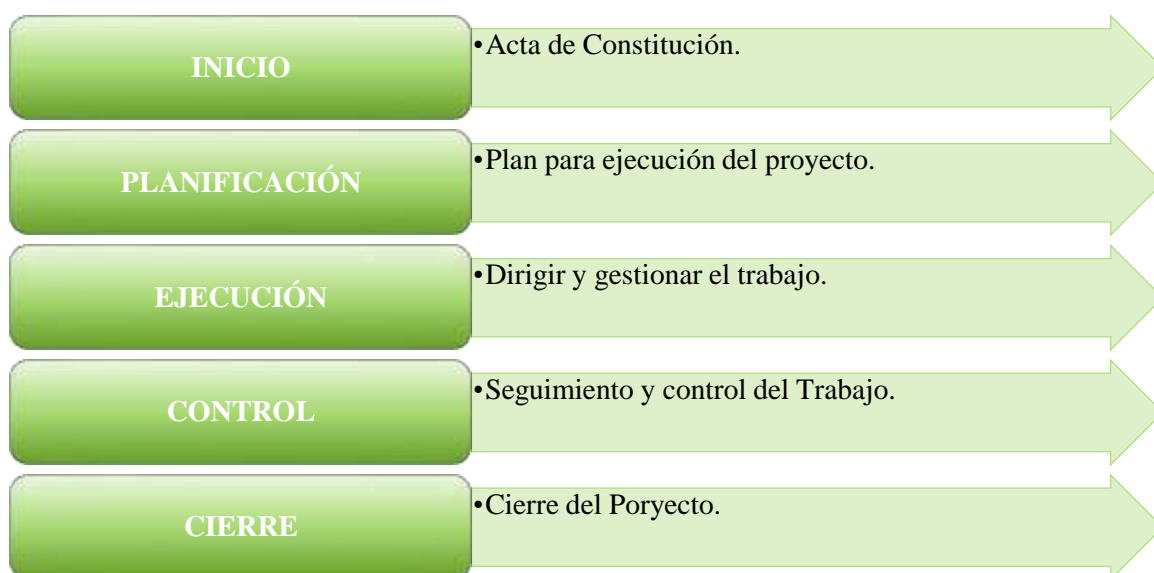 INICIO
•Acta de Constitución.
PLANIFICACIÓN
•Plan para ejecución del proyecto.
EJECUCIÓN
•Dirigir y gestionar el trabajo.
CONTROL
•Seguimiento y control del Trabajo.
CIERRE
•Cierre del Poryecto.